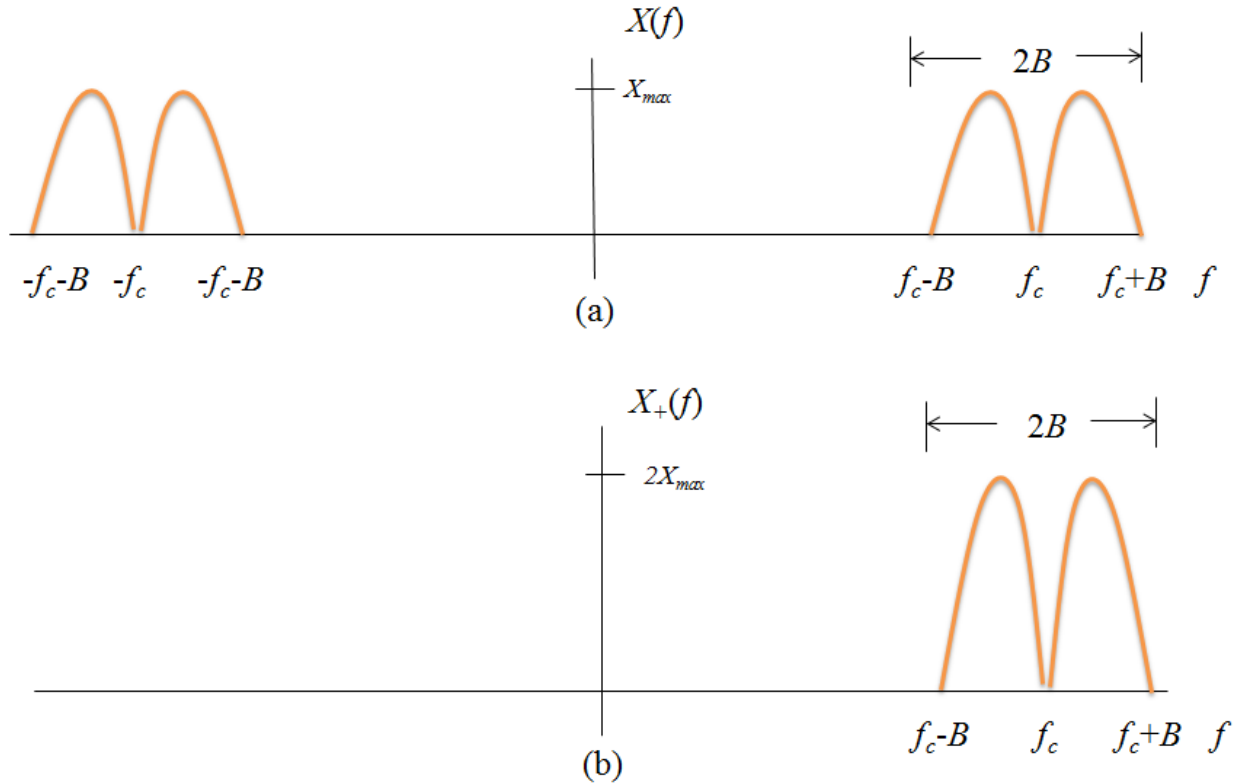 X(f)
2B
X_max
-f_c-B -f_c -f_c-B f_c-B f_c f_c+B f
(a)
X_+(f)
2B
2X_max
f_c-B f_c f_c+B f
(b)